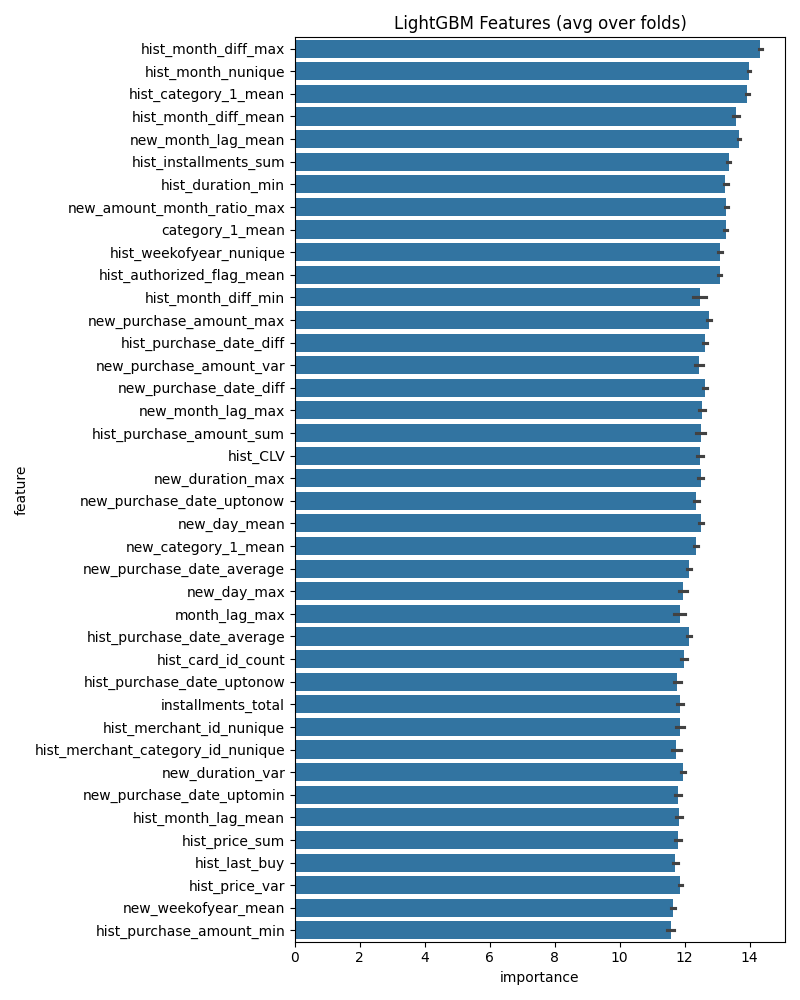 LightGBM Features (avg over folds)
feature
hist_month_diff_max
hist_month_nunique
hist_category_1_mean
hist_month_diff_mean
new_month_lag_mean
hist_installments_sum
hist_duration_min
new_amount_month_ratio_max
category_1_mean
hist_weekofyear_nunique
hist_authorized_flag_mean
hist_month_diff_min
new_purchase_amount_max
hist_purchase_date_diff
new_purchase_amount_var
new_purchase_date_diff
new_month_lag_max
hist_purchase_amount_sum
hist_CLV
new_duration_max
new_purchase_date_uptonow
new_day_mean
new_category_1_mean
new_purchase_date_average
new_day_max
month_lag_max
hist_purchase_date_average
hist_card_id_count
hist_purchase_date_uptonow
installments_total
hist_merchant_id_nunique
hist_merchant_category_id_nunique
new_duration_var
new_purchase_date_uptomin
hist_month_lag_mean
hist_price_sum
hist_last_buy
hist_price_var
new_weekofyear_mean
hist_purchase_amount_min
0 2 4 6 8 10 12 14
importance